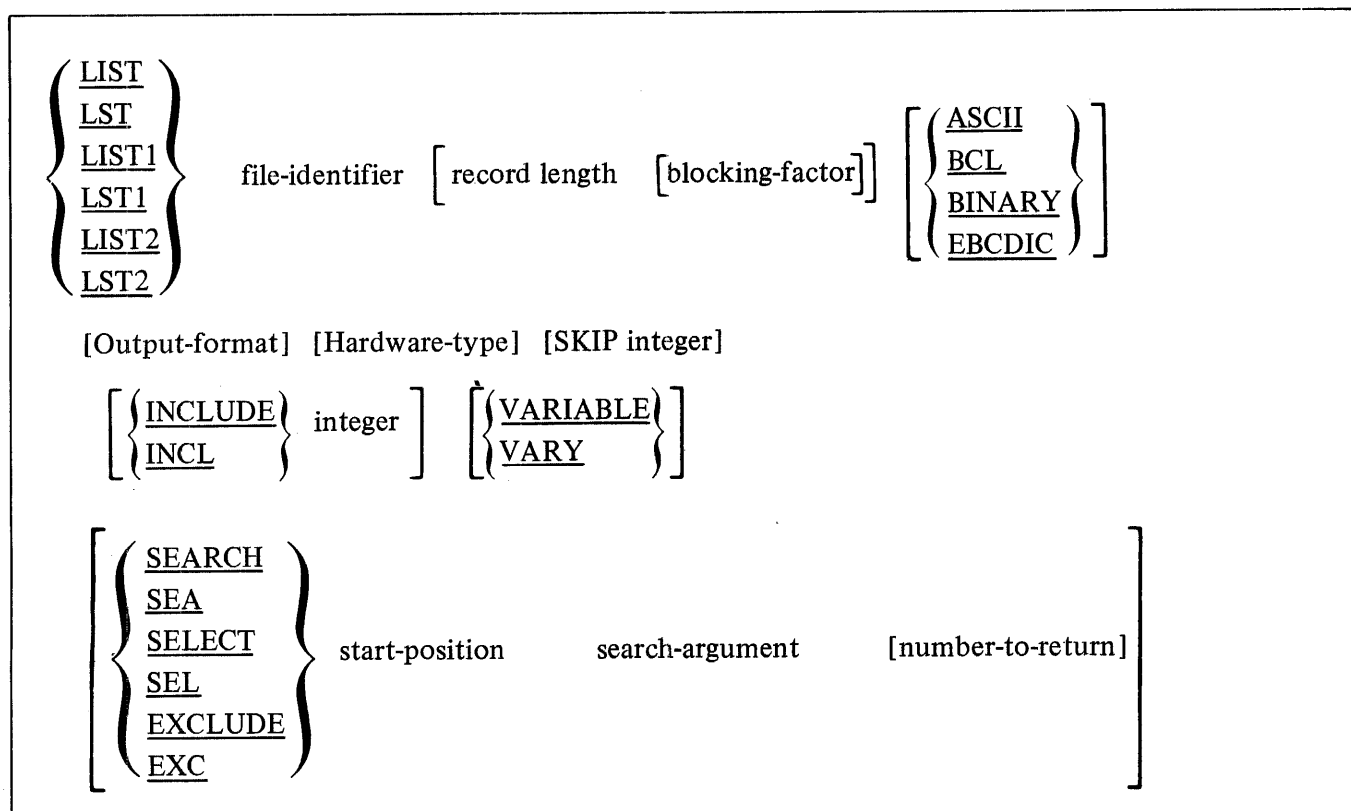 LIST
LST
LIST1
LST1
LIST2
LST2
file-identifier [record length [blocking-factor]]
ASCII
BCL
BINARY
EBCDIC
[Output-format] [Hardware-type] [SKIP integer]
INCLUDE
INCL
integer
VARIABLE
VARY
SEARCH
SEA
SELECT
SEL
EXCLUDE
EXC
start-position search-argument [number-to-return]